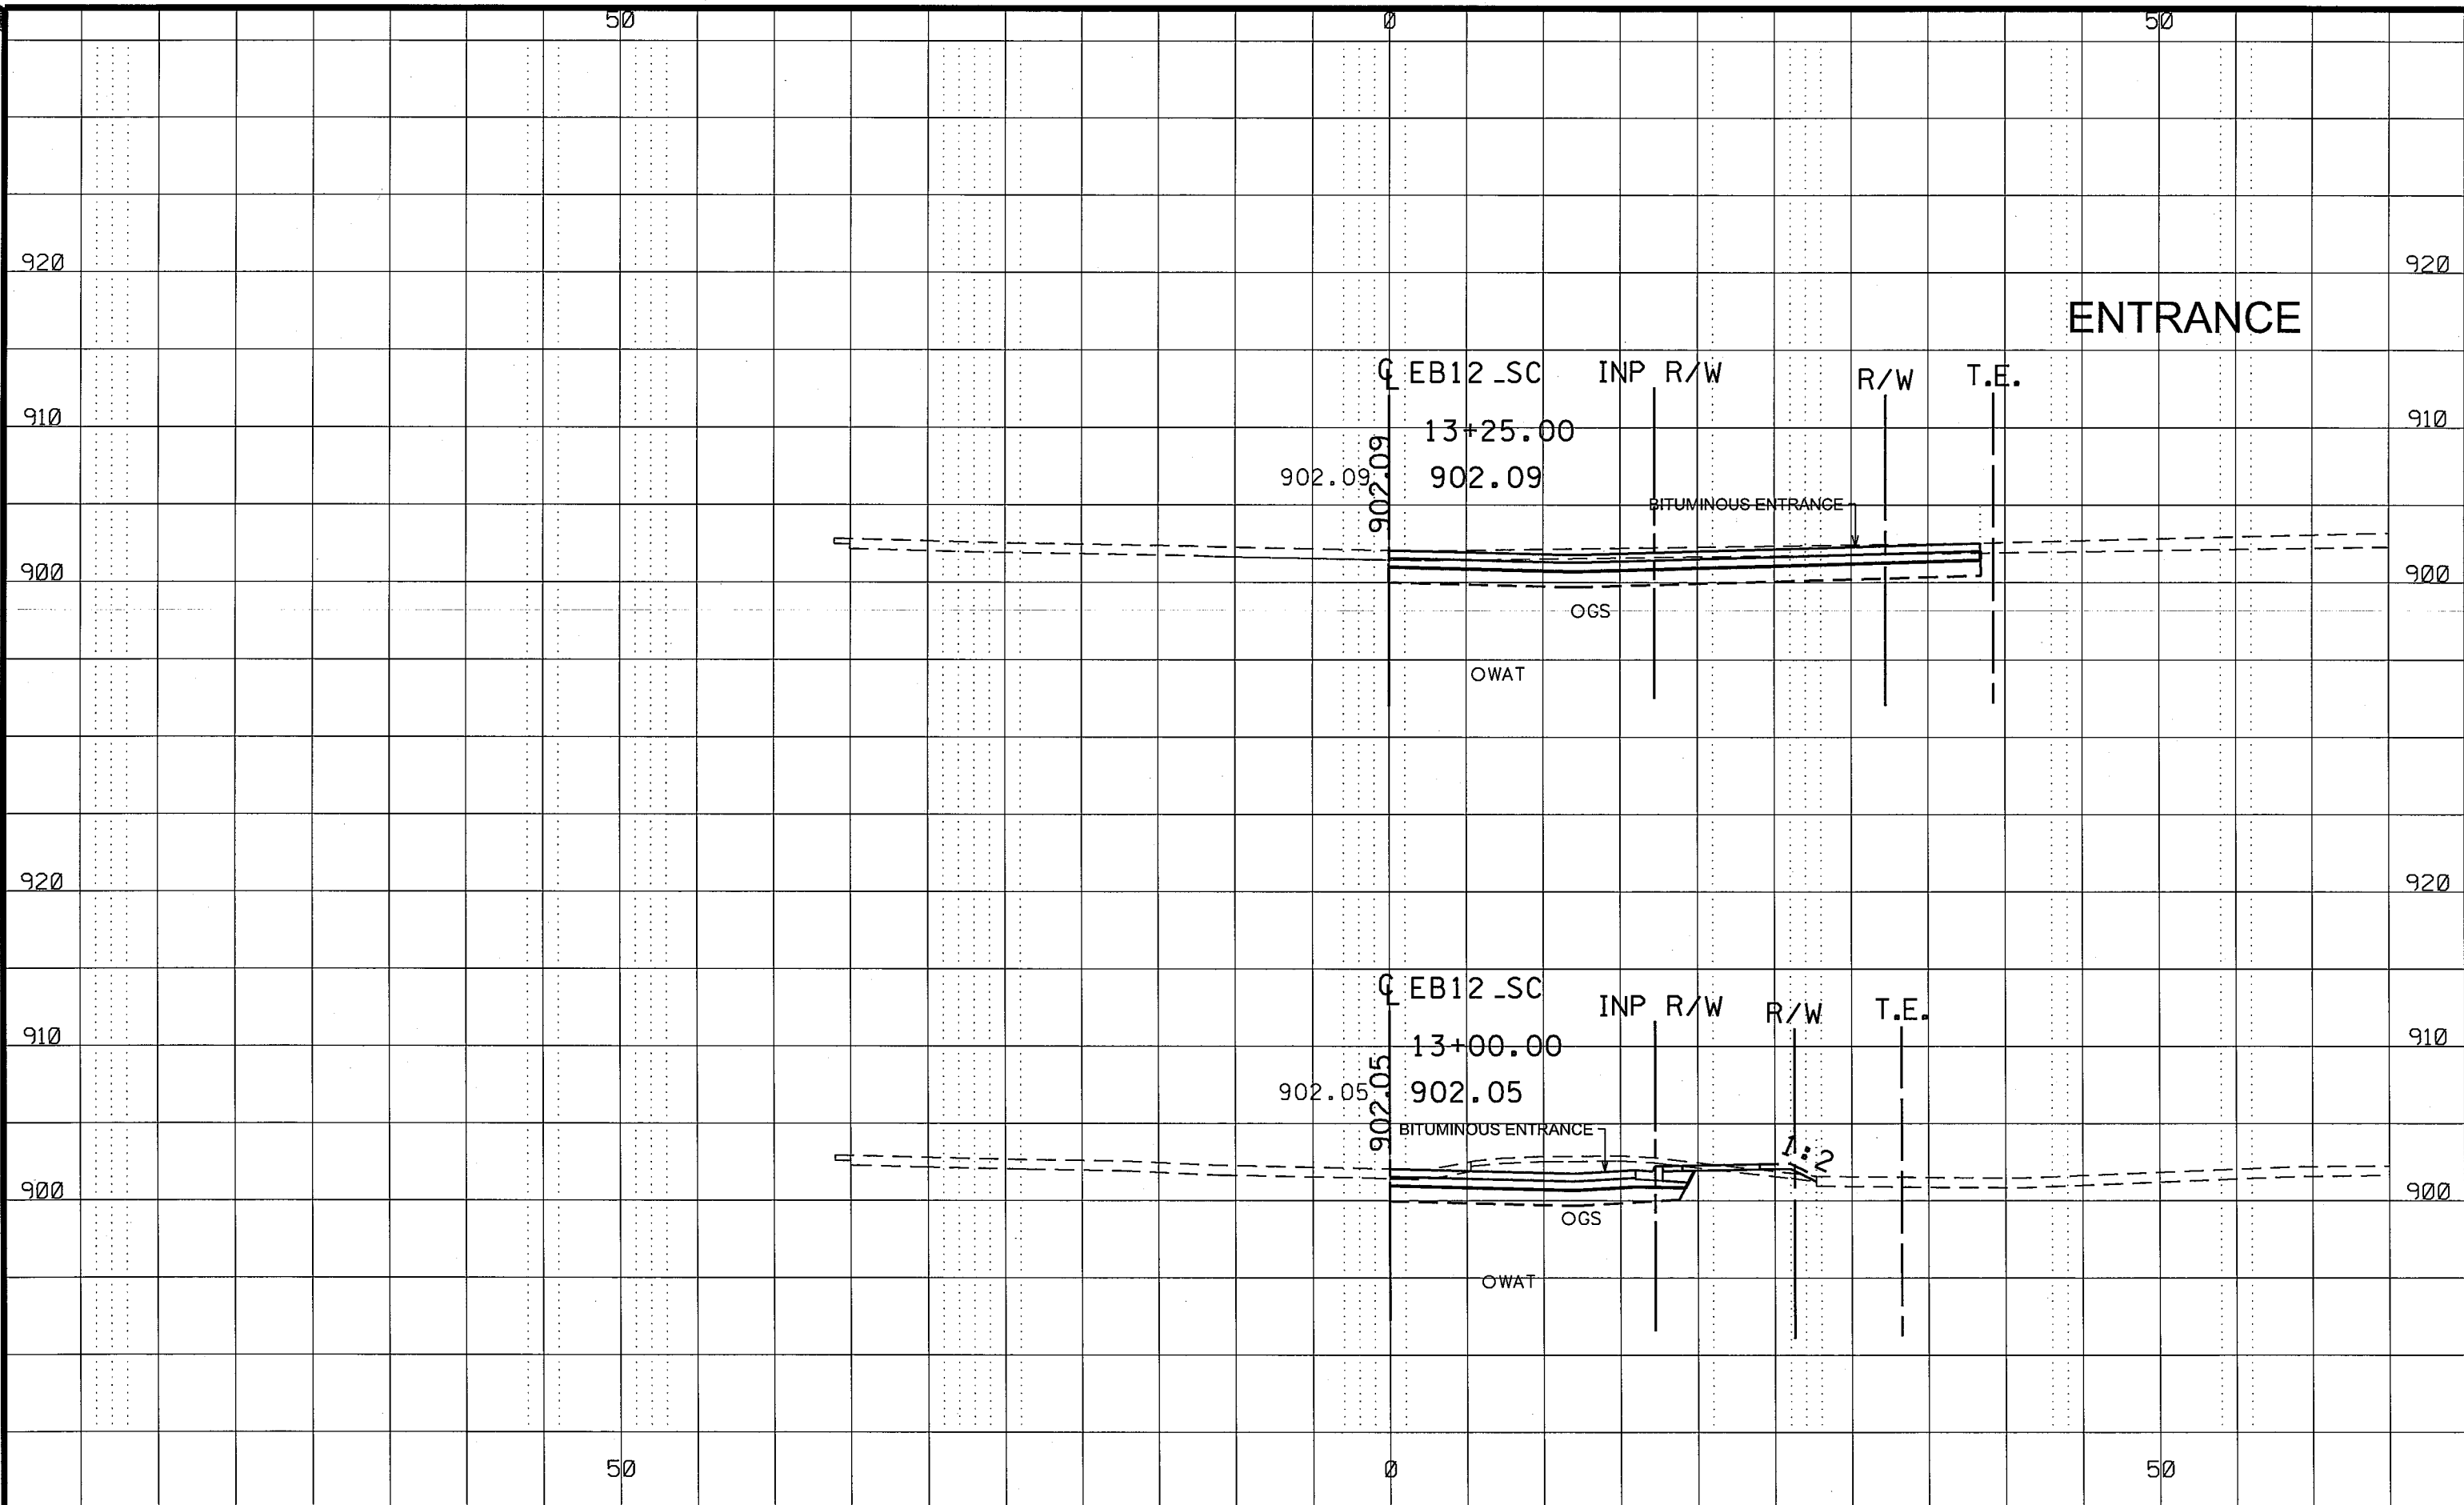 50 0 50
920 920
ENTRANCE
℄ EB12_SC INP R/W R/W T.E.
910 13+25.00 910
902.09 902.09 902.09
BITUMINOUS ENTRANCE
900 900
OGS
OWAT
920 920
℄ EB12_SC INP R/W R/W T.E.
910 13+00.00 910
902.05 902.05 902.05
BITUMINOUS ENTRANCE 1:2
900 900
OGS
OWAT
50 0 50